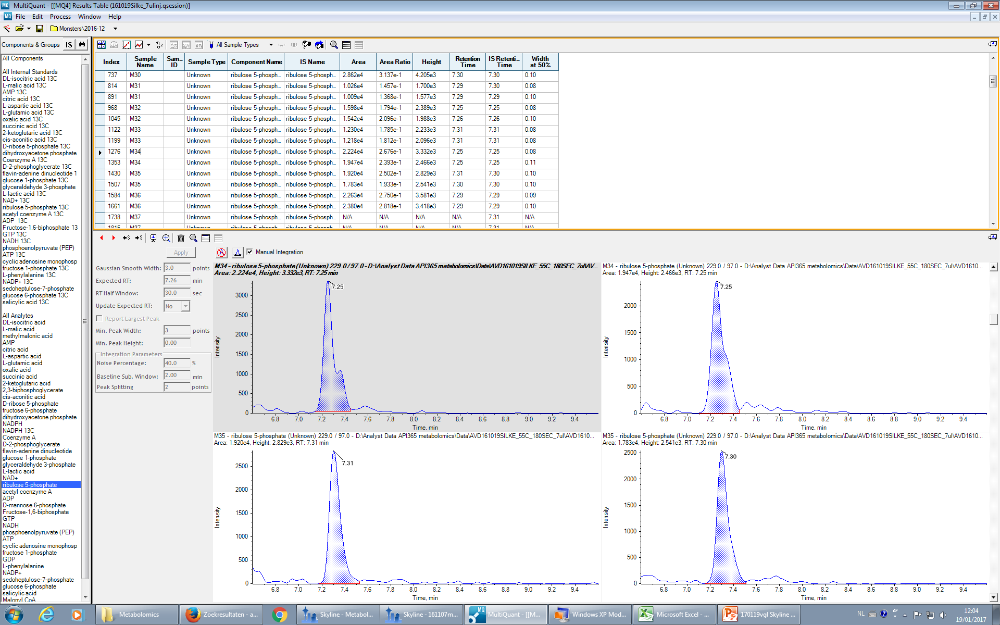 MultiQuant - [[MQ4] Results Table (161019Silke_7ulinj.qsession)]
File Edit Process Window Help
Monsters\2016-12
Components & Groups IS
All Sample Types
All Components
All Internal Standards
DL-isocitric acid 13C
L-malic acid 13C
AMP 13C
citric acid 13C
L-aspartic acid 13C
L-glutamic acid 13C
oxalic acid 13C
succinic acid 13C
2-ketoglutaric acid 13C
cis-aconitic acid 13C
D-ribose 5-phosphate 13C
dihydroxyacetone phosphate
Coenzyme A 13C
D-2-phosphoglycerate 13C
flavin-adenine dinucleotide 1
glucose 1-phosphate 13C
glyceraldehyde 3-phosphate
L-lactic acid 13C
NAD+ 13C
ribulose 5-phosphate 13C
acetyl coenzyme A 13C
ADP 13C
Fructose-1,6-biphosphate 13
GTP 13C
NADH 13C
phosphoenolpyruvate (PEP)
ATP 13C
cyclic adenosine monophosp
fructose 1-phosphate 13C
L-phenylalanine 13C
NADP+ 13C
sedoheptulose-7-phosphate
glucose 6-phosphate 13C
salicylic acid 13C
All Analytes
DL-isocitric acid
L-malic acid
methylmalonic acid
AMP
citric acid
L-aspartic acid
L-glutamic acid
oxalic acid
succinic acid
2-ketoglutaric acid
2,3-biphosphoglycerate
cis-aconitic acid
D-ribose 5-phosphate
fructose 6-phosphate
dihydroxyacetone phosphate
NADPH
NADPH 13C
Coenzyme A
D-2-phosphoglycerate
flavin-adenine dinucleotide
glucose 1-phosphate
glyceraldehyde 3-phosphate
L-lactic acid
NAD+
ribulose 5-phosphate
acetyl coenzyme A
ADP
D-mannose 6-phosphate
Fructose-1,6-biphosphate
GTP
NADH
phosphoenolpyruvate (PEP)
ATP
cyclic adenosine monophosp
fructose 1-phosphate
GDP
L-phenylalanine
NADP+
sedoheptulose-7-phosphate
glucose 6-phosphate
salicylic acid
Malonyl CoA
Index Sample Name Sam... ID Sample Type Component Name IS Name Area Area Ratio Height Retention Time IS Retenti... Time Width at 50%
737 M30 Unknown ribulose 5-phosph... ribulose 5-phosph... 2.862e4 3.137e-1 4.205e3 7.30 7.30 0.10
814 M31 Unknown ribulose 5-phosph... ribulose 5-phosph... 1.026e4 1.457e-1 1.700e3 7.29 7.30 0.08
891 M31 Unknown ribulose 5-phosph... ribulose 5-phosph... 1.009e4 1.368e-1 1.577e3 7.29 7.29 0.10
968 M32 Unknown ribulose 5-phosph... ribulose 5-phosph... 1.598e4 1.794e-1 2.389e3 7.25 7.25 0.08
1045 M32 Unknown ribulose 5-phosph... ribulose 5-phosph... 1.542e4 2.096e-1 1.988e3 7.26 7.26 0.10
1122 M33 Unknown ribulose 5-phosph... ribulose 5-phosph... 1.230e4 1.785e-1 2.233e3 7.31 7.31 0.08
1199 M33 Unknown ribulose 5-phosph... ribulose 5-phosph... 1.218e4 1.812e-1 2.096e3 7.31 7.31 0.08
1276 M34 Unknown ribulose 5-phosph... ribulose 5-phosph... 2.224e4 2.676e-1 3.332e3 7.25 7.25 0.08
1353 M34 Unknown ribulose 5-phosph... ribulose 5-phosph... 1.947e4 2.393e-1 2.466e3 7.25 7.25 0.11
1430 M35 Unknown ribulose 5-phosph... ribulose 5-phosph... 1.920e4 2.502e-1 2.829e3 7.31 7.30 0.10
1507 M35 Unknown ribulose 5-phosph... ribulose 5-phosph... 1.783e4 1.933e-1 2.541e3 7.30 7.30 0.10
1584 M36 Unknown ribulose 5-phosph... ribulose 5-phosph... 2.263e4 2.750e-1 3.581e3 7.29 7.29 0.09
1661 M36 Unknown ribulose 5-phosph... ribulose 5-phosph... 2.380e4 2.818e-1 3.418e3 7.29 7.29 0.10
1738 M37 Unknown ribulose 5-phosph... ribulose 5-phosph... N/A N/A N/A N/A 7.31 N/A
1815 M37 Unknown ribulose 5-phosph... ribulose 5-phosph... N/A N/A N/A N/A 7.31 N/A
Apply
Manual Integration
Gaussian Smooth Width: 3.0 points
Expected RT: 7.26 min
RT Half Window: 30.0 sec
Update Expected RT: No
Report Largest Peak
Min. Peak Width: 3 points
Min. Peak Height: 0.00
Integration Parameters
Noise Percentage: 40.0 %
Baseline Sub. Window: 2.00 min
Peak Splitting 2 points
M34 - ribulose 5-phosphate (Unknown) 229.0 / 97.0 - D:\Analyst Data API365 metabolomics\Data\AVD161019SILKE_55C_180SEC_7ul\AV...
Area: 2.224e4, Height: 3.332e3, RT: 7.25 min
7.25
Intensity
3000
2500
2000
1500
1000
500
0
6.8 7.0 7.2 7.4 7.6 7.8 8.0 8.2 8.4 8.6 8.8 9.0 9.2 9.4
Time, min
M34 - ribulose 5-phosphate (Unknown) 229.0 / 97.0 - D:\Analyst Data API365 metabolomics\Data\AVD161019SILKE_55C_180SEC_7ul\AVD1610...
Area: 1.947e4, Height: 2.466e3, RT: 7.25 min
7.25
Intensity
2000
1500
1000
500
0
6.8 7.0 7.2 7.4 7.6 7.8 8.0 8.2 8.4 8.6 8.8 9.0 9.2 9.4
Time, min
M35 - ribulose 5-phosphate (Unknown) 229.0 / 97.0 - D:\Analyst Data API365 metabolomics\Data\AVD161019SILKE_55C_180SEC_7ul\AVD1610...
Area: 1.920e4, Height: 2.829e3, RT: 7.31 min
7.31
Intensity
2500
2000
1500
1000
500
0
6.8 7.0 7.2 7.4 7.6 7.8 8.0 8.2 8.4 8.6 8.8 9.0 9.2 9.4
Time, min
M35 - ribulose 5-phosphate (Unknown) 229.0 / 97.0 - D:\Analyst Data API365 metabolomics\Data\AVD161019SILKE_55C_180SEC_7ul\AVD1610...
Area: 1.783e4, Height: 2.541e3, RT: 7.30 min
7.30
Intensity
2500
2000
1500
1000
500
0
6.8 7.0 7.2 7.4 7.6 7.8 8.0 8.2 8.4 8.6 8.8 9.0 9.2 9.4
Time, min
Metabolomics
Zoekresultaten - a...
Skyline - Metabol...
Skyline - 161107m...
MultiQuant - [[M...
Windows XP Mod...
Microsoft Excel - ...
170119vgl Skyline ...
NL
12:04
19/01/2017